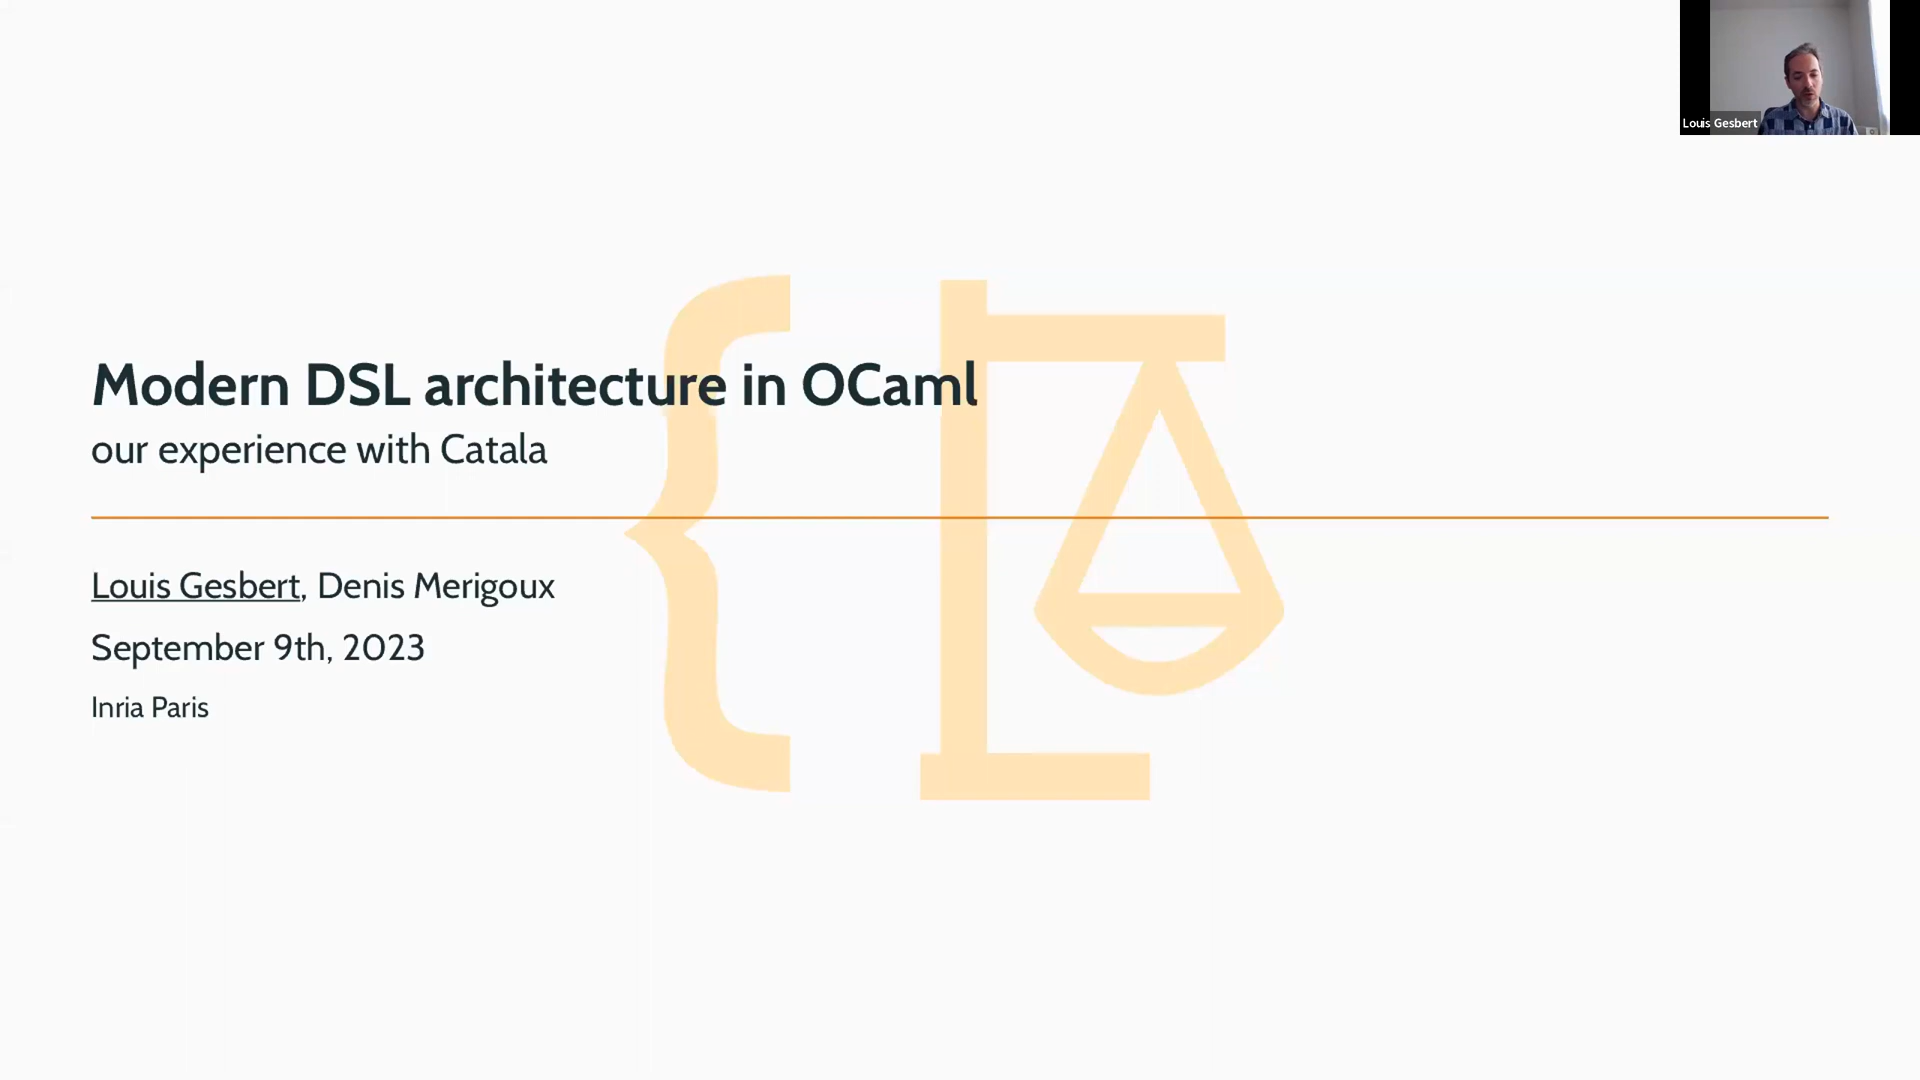 Louis Gesbert
Modern DSL architecture in OCaml
our experience with Catala
Louis Gesbert, Denis Merigoux
September 9th, 2023
Inria Paris